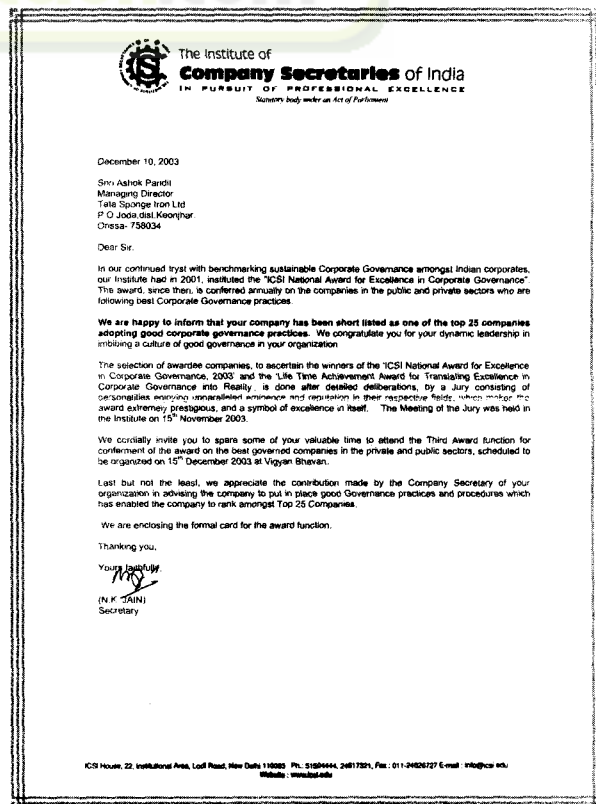 The Institute of
Company Secretaries of India
IN PURSUIT OF PROFESSIONAL EXCELLENCE
Statutory body under an Act of Parliament
December 10, 2003
Shri Ashok Pandit
Managing Director
Tata Sponge Iron Ltd
P O Joda, dist. Keonjhar.
Orissa- 758034
Dear Sir.
In our continued tryst with benchmarking sustainable Corporate Governance amongst Indian corporates,
our Institute had in 2001, instituted the "ICSI National Award for Excellence in Corporate Governance".
The award, since then, is conferred annually on the companies in the public and private sectors who are
following best Corporate Governance practices.
We are happy to inform that your company has been short listed as one of the top 25 companies
adopting good corporate governance practices. We congratulate you for your dynamic leadership in
imbibing a culture of good governance in your organization
The selection of awardee companies, to ascertain the winners of the 'ICSI National Award for Excellence
in Corporate Governance, 2003' and the 'Life Time Achievement Award for Translating Excellence in
Corporate Governance into Reality', is done after detailed deliberations, by a Jury consisting of
personalities enjoying unparalleled eminence and reputation in their respective fields, which makes the
award extremely prestigious, and a symbol of excellence in itself. The Meeting of the Jury was held in
the Institute on 15th November 2003.
We cordially invite you to spare some of your valuable time to attend the Third Award function for
conferment of the award on the best governed companies in the private and public sectors, scheduled to
be organized on 15th December 2003 at Vigyan Bhavan.
Last but not the least, we appreciate the contribution made by the Company Secretary of your
organization in advising the company to put in place good Governance practices and procedures which
has enabled the company to rank amongst Top 25 Companies.
We are enclosing the formal card for the award function.
Thanking you,
Yours faithfully,
(N.K. JAIN)
Secretary
ICSI House, 22, Institutional Area, Lodi Road, New Delhi 110003 Ph.: 24617321, Fax : 011-24626727 E-mail : info@icsi.edu
Website : www.icsi.edu